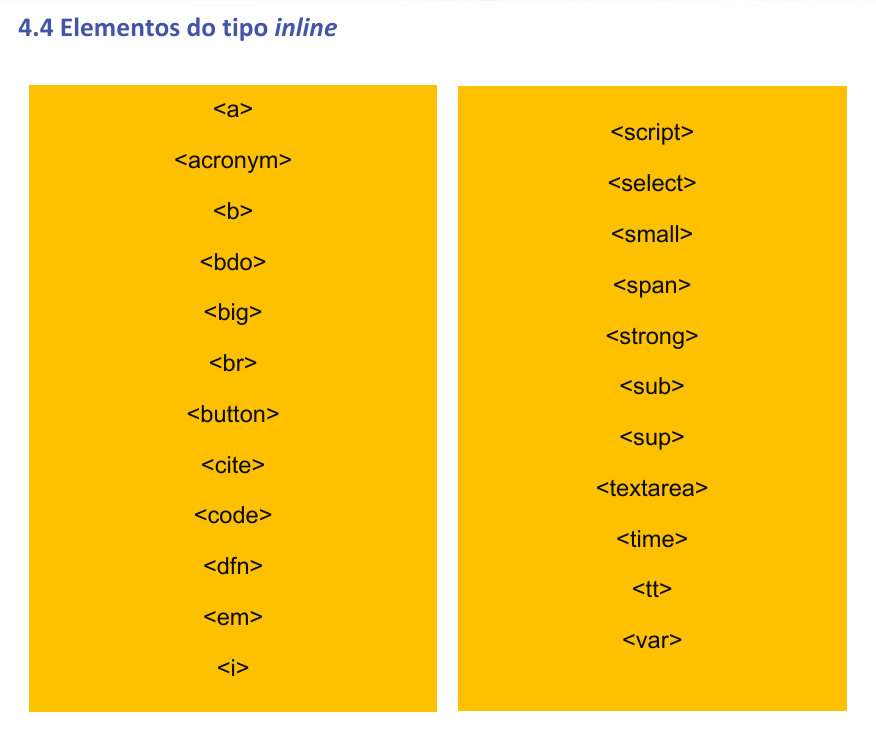 4.4 Elementos do tipo inline
<a>
<acronym>
<b>
<bdo>
<big>
<br>
<button>
<cite>
<code>
<dfn>
<em>
<i>
<script>
<select>
<small>
<span>
<strong>
<sub>
<sup>
<textarea>
<time>
<tt>
<var>